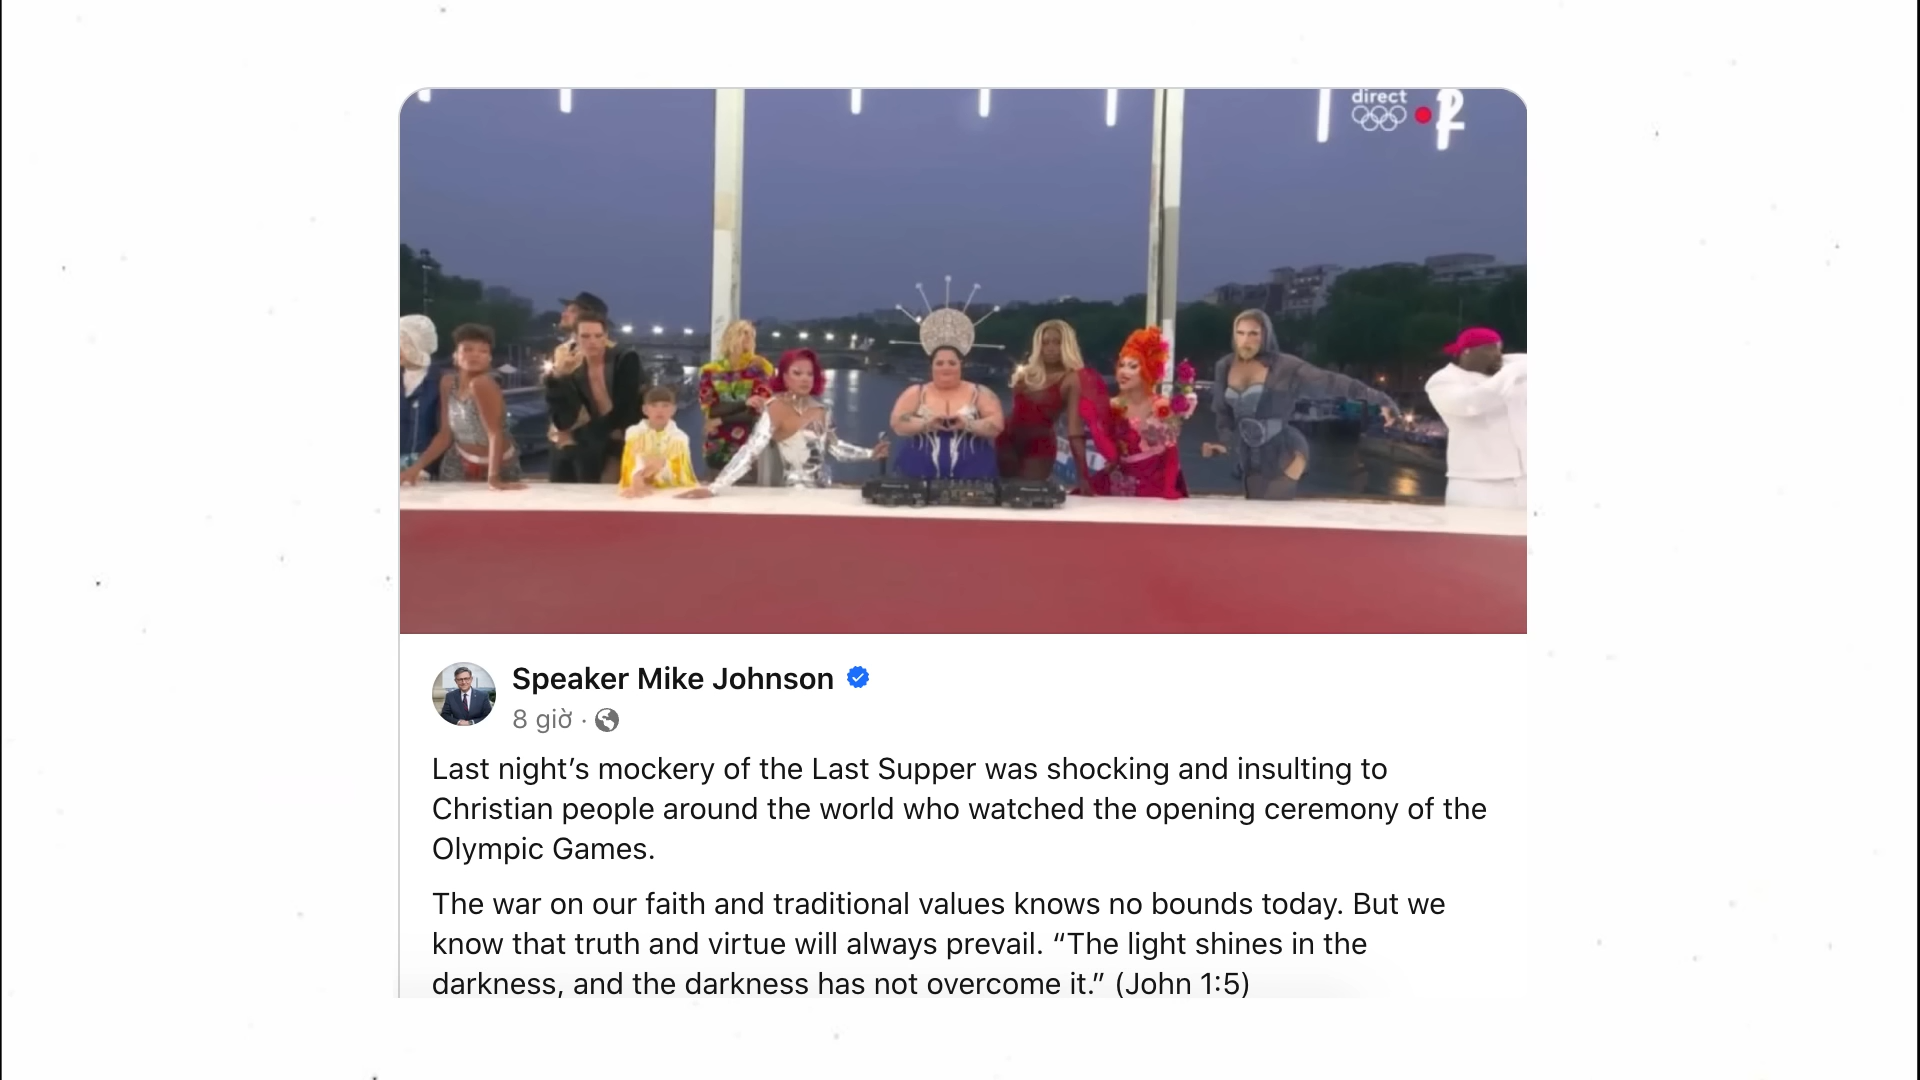 direct
2
Speaker Mike Johnson
8 giờ ·
Last night’s mockery of the Last Supper was shocking and insulting to
Christian people around the world who watched the opening ceremony of the
Olympic Games.
The war on our faith and traditional values knows no bounds today. But we
know that truth and virtue will always prevail. “The light shines in the
darkness, and the darkness has not overcome it.” (John 1:5)